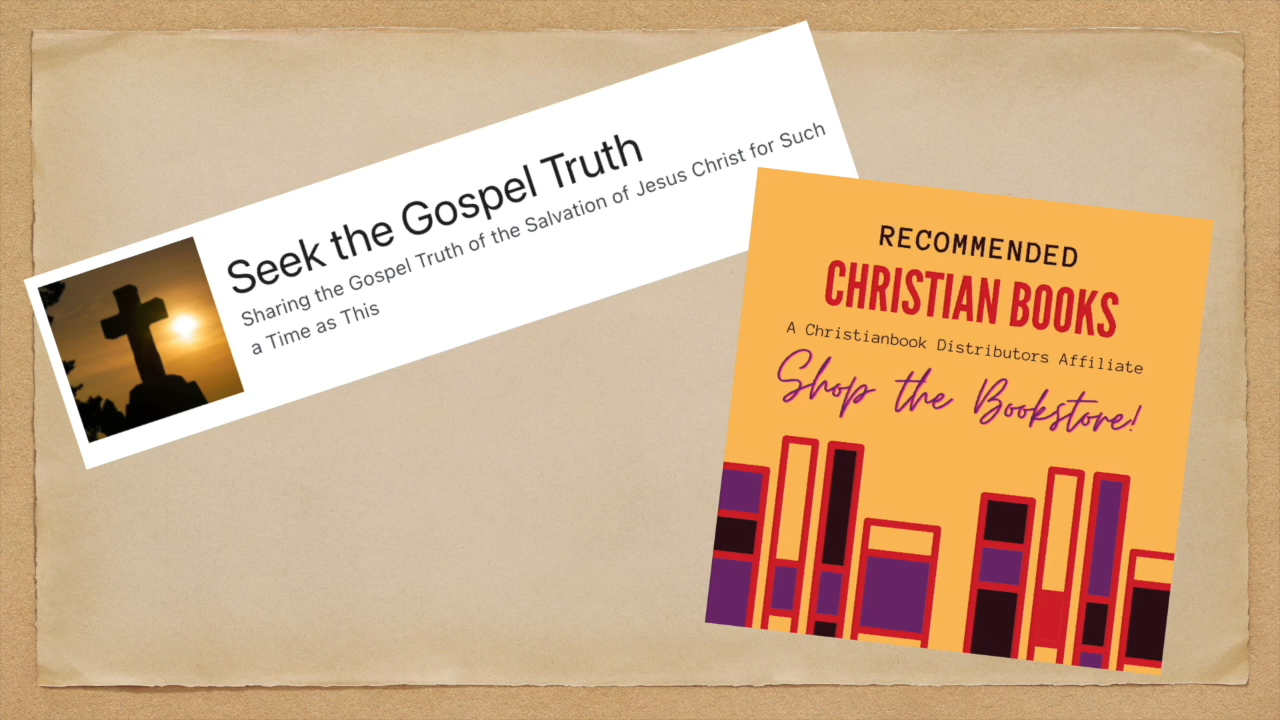 Seek the Gospel Truth
Sharing the Gospel Truth of the Salvation of Jesus Christ for Such
a Time as This
RECOMMENDED
CHRISTIAN BOOKS
A Christianbook Distributors Affiliate
Shop the Bookstore!